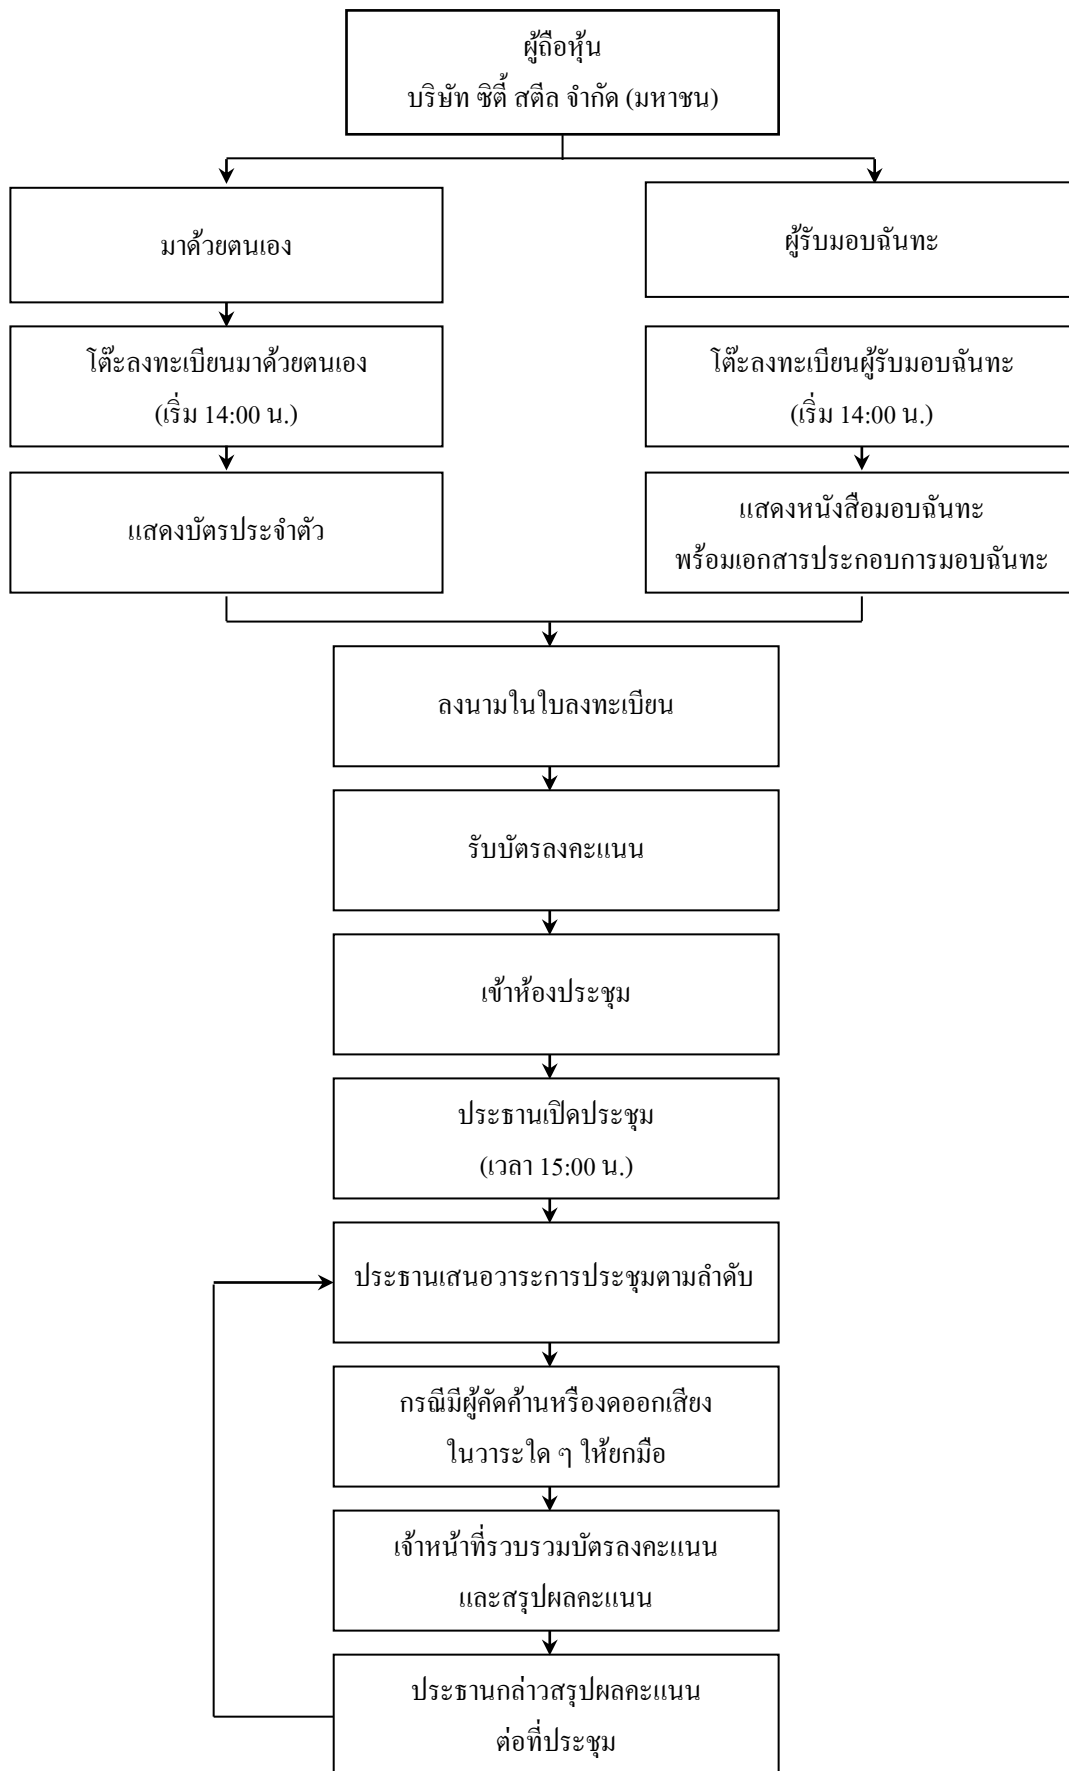 ผู้ถือหุ้น
บริษัท ซิตี้ สตีล จำกัด (มหาชน)
มาด้วยตนเอง
ผู้รับมอบฉันทะ
โต๊ะลงทะเบียนมาด้วยตนเอง
(เริ่ม 14:00 น.)
โต๊ะลงทะเบียนผู้รับมอบฉันทะ
(เริ่ม 14:00 น.)
แสดงบัตรประจำตัว
แสดงหนังสือมอบฉันทะ
พร้อมเอกสารประกอบการมอบฉันทะ
ลงนามในใบลงทะเบียน
รับบัตรลงคะแนน
เข้าห้องประชุม
ประธานเปิดประชุม
(เวลา 15:00 น.)
ประธานเสนอวาระการประชุมตามลำดับ
กรณีมีผู้คัดค้านหรืองดออกเสียง
ในวาระใด ๆ ให้ยกมือ
เจ้าหน้าที่รวบรวมบัตรลงคะแนน
และสรุปผลคะแนน
ประธานกล่าวสรุปผลคะแนน
ต่อที่ประชุม